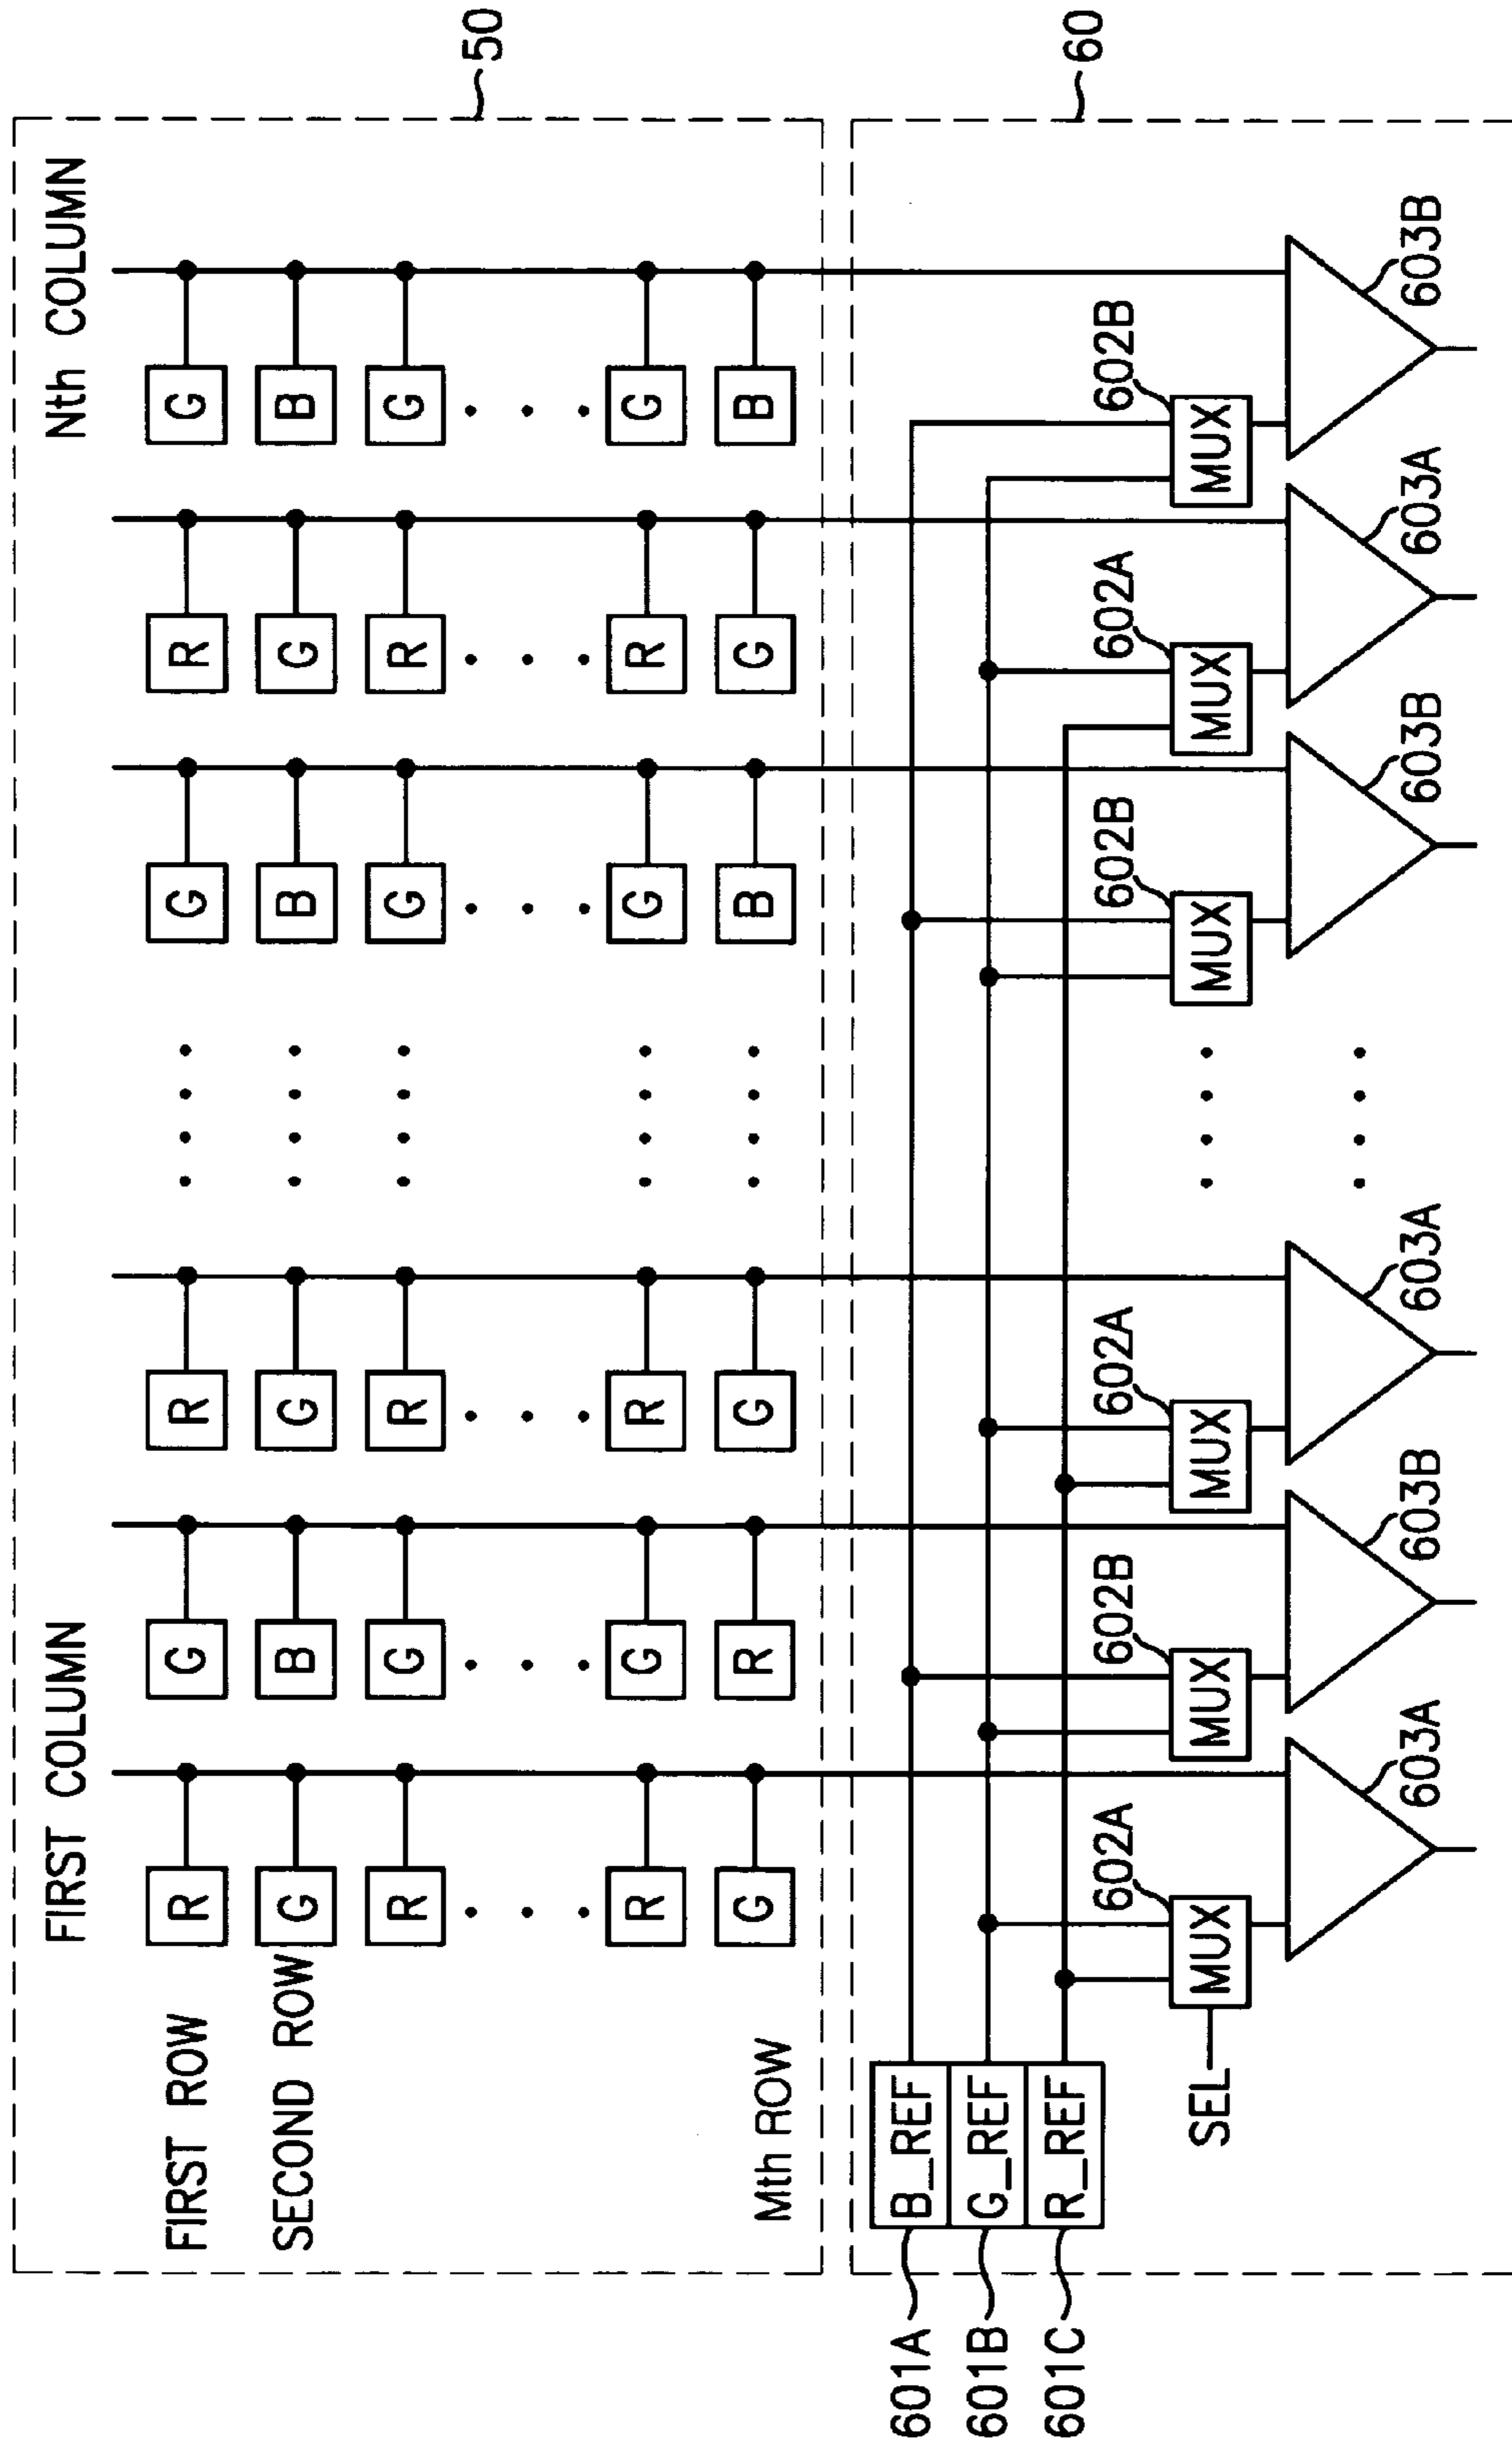 FIRST COLUMN Nth COLUMN
FIRST ROW R G R G R G
SECOND ROW G B G B G B
R G R G R G
R G R G R G
Mth ROW G R G B G B
50
601A B_REF
601B G_REF
601C R_REF
60
602A 602B 602A 602B 602A 602B
SEL MUX MUX MUX MUX MUX MUX
603A 603B 603A 603B 603A 603B